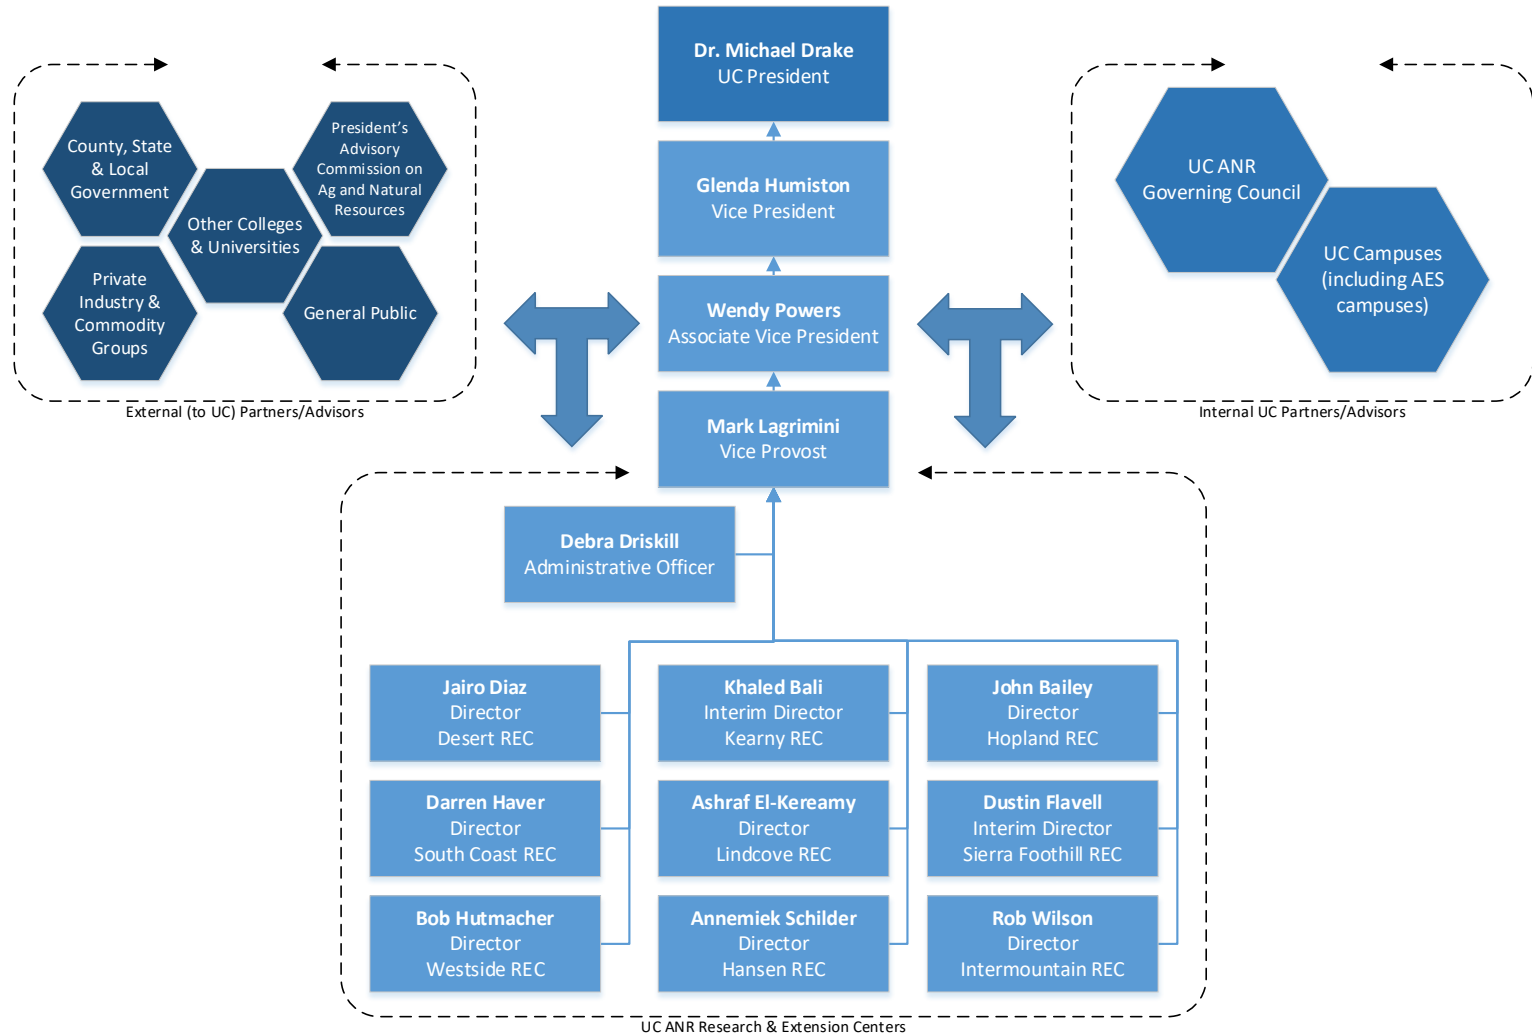 Dr. Michael Drake
UC President
Glenda Humiston
Vice President
Wendy Powers
Associate Vice President
Mark Lagrimini
Vice Provost
County, State
& Local
Government
President's
Advisory
Commission on
Ag and Natural
Resources
Other Colleges
& Universities
Private
Industry &
Commodity
Groups
General Public
External (to UC) Partners/Advisors
UC ANR
Governing Council
UC Campuses
(including AES
campuses)
Internal UC Partners/Advisors
Debra Driskill
Administrative Officer
Jairo Diaz
Director
Desert REC
Khaled Bali
Interim Director
Kearny REC
John Bailey
Director
Hopland REC
Darren Haver
Director
South Coast REC
Ashraf El-Kereamy
Director
Lindcove REC
Dustin Flavell
Interim Director
Sierra Foothill REC
Bob Hutmacher
Director
Westside REC
Annemiek Schilder
Director
Hansen REC
Rob Wilson
Director
Intermountain REC
UC ANR Research & Extension Centers